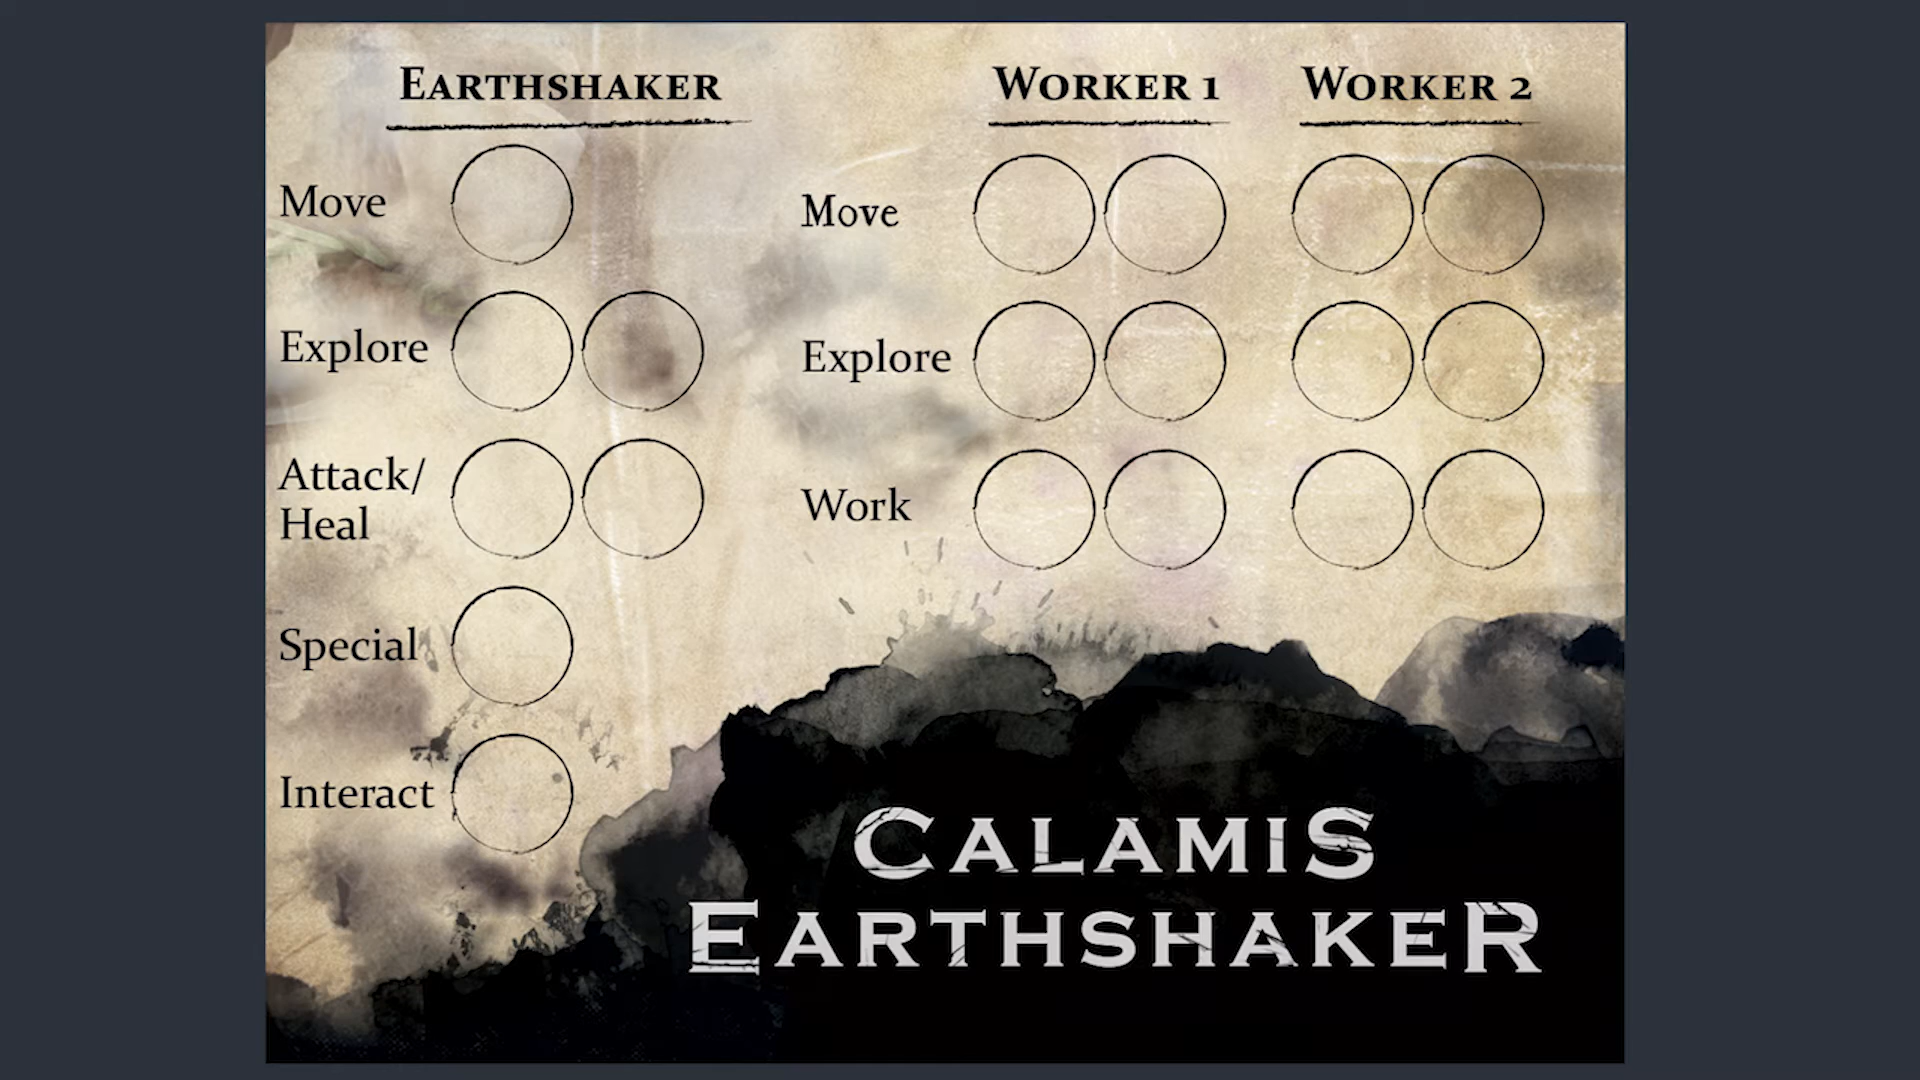 EARTHSHAKER
Move
Explore
Attack/
Heal
Special
Interact
WORKER 1 WORKER 2
Move
Explore
Work
CALAMIS
EARTHSHAKER